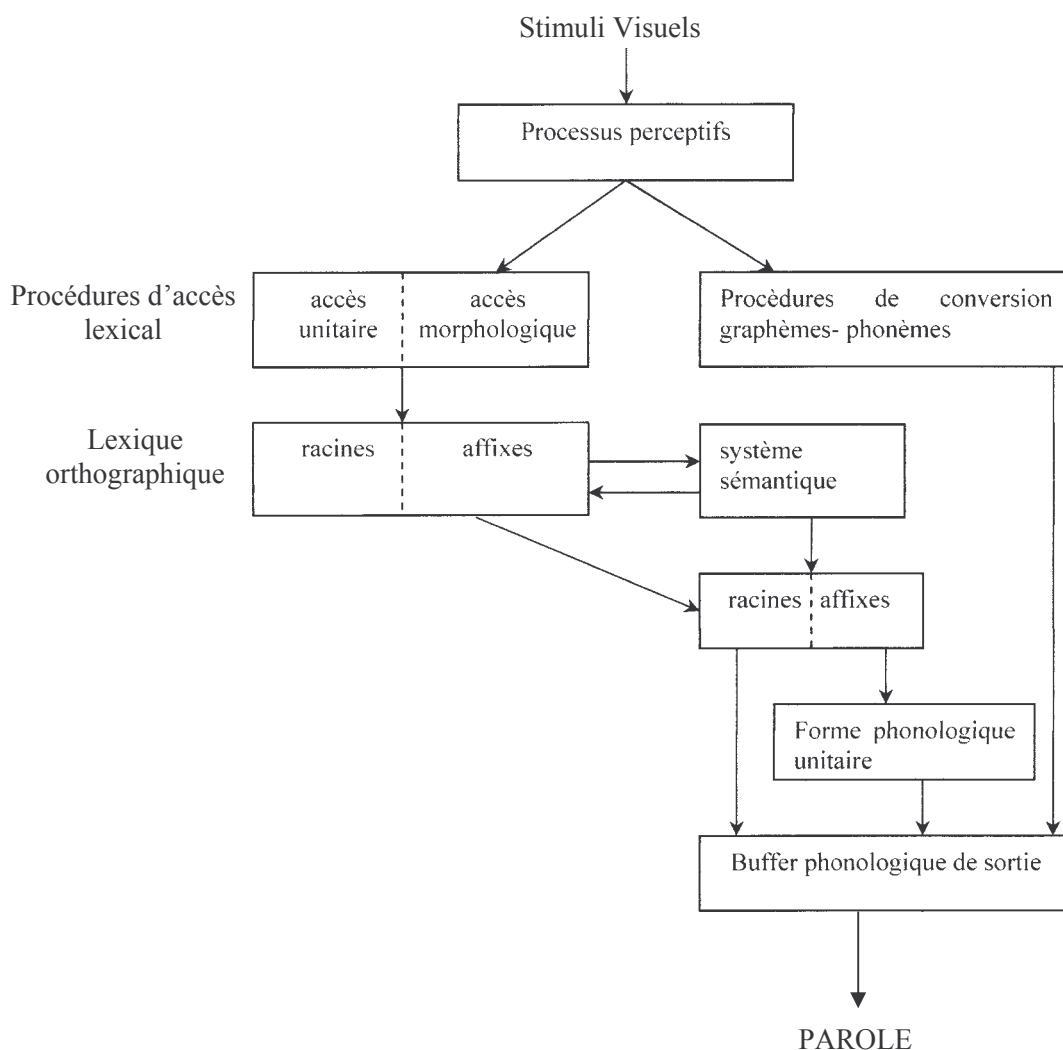 Stimuli Visuels
Processus perceptifs
Procédures d'accès
lexical
accès
unitaire
accès
morphologique
Procèdures de conversion
graphèmes- phonèmes
Lexique
orthographique
racines
affixes
système
sémantique
racines
affixes
Forme phonologique
unitaire
Buffer phonologique de sortie
PAROLE